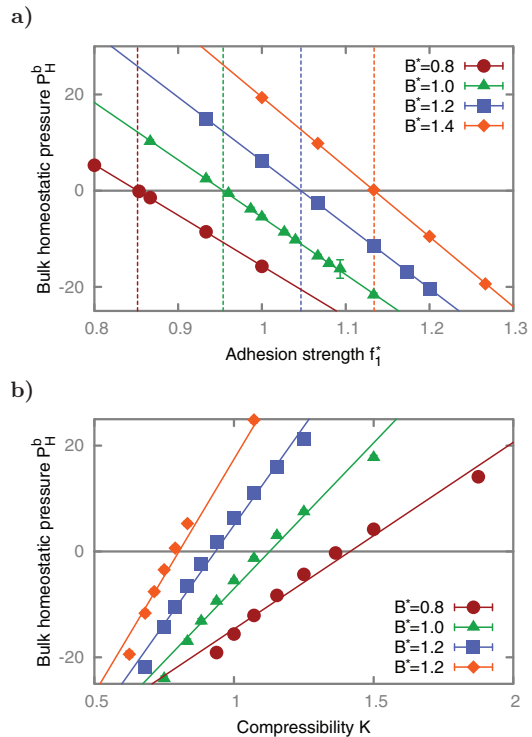 a)
Bulk homeostatic pressure P_H^b
20
0
-20
0.8 0.9 1 1.1 1.2 1.3
Adhesion strength f_1^*
B*=0.8
B*=1.0
B*=1.2
B*=1.4
b)
Bulk homeostatic pressure P_H^b
20
0
-20
0.5 1 1.5 2
Compressibility K
B*=0.8
B*=1.0
B*=1.2
B*=1.2